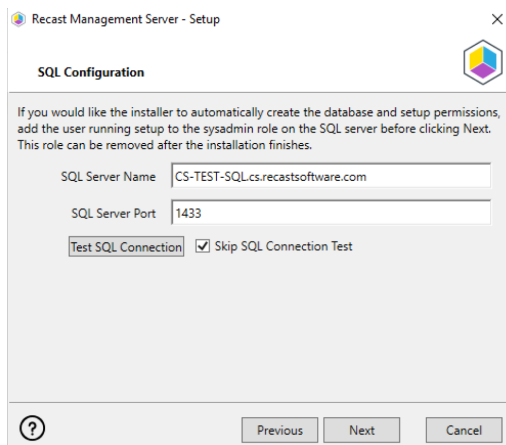 Recast Management Server - Setup
SQL Configuration
If you would like the installer to automatically create the database and setup permissions,
add the user running setup to the sysadmin role on the SQL server before clicking Next.
This role can be removed after the installation finishes.
SQL Server Name CS-TEST-SQL.cs.recastsoftware.com
SQL Server Port 1433
Test SQL Connection Skip SQL Connection Test
? Previous Next Cancel